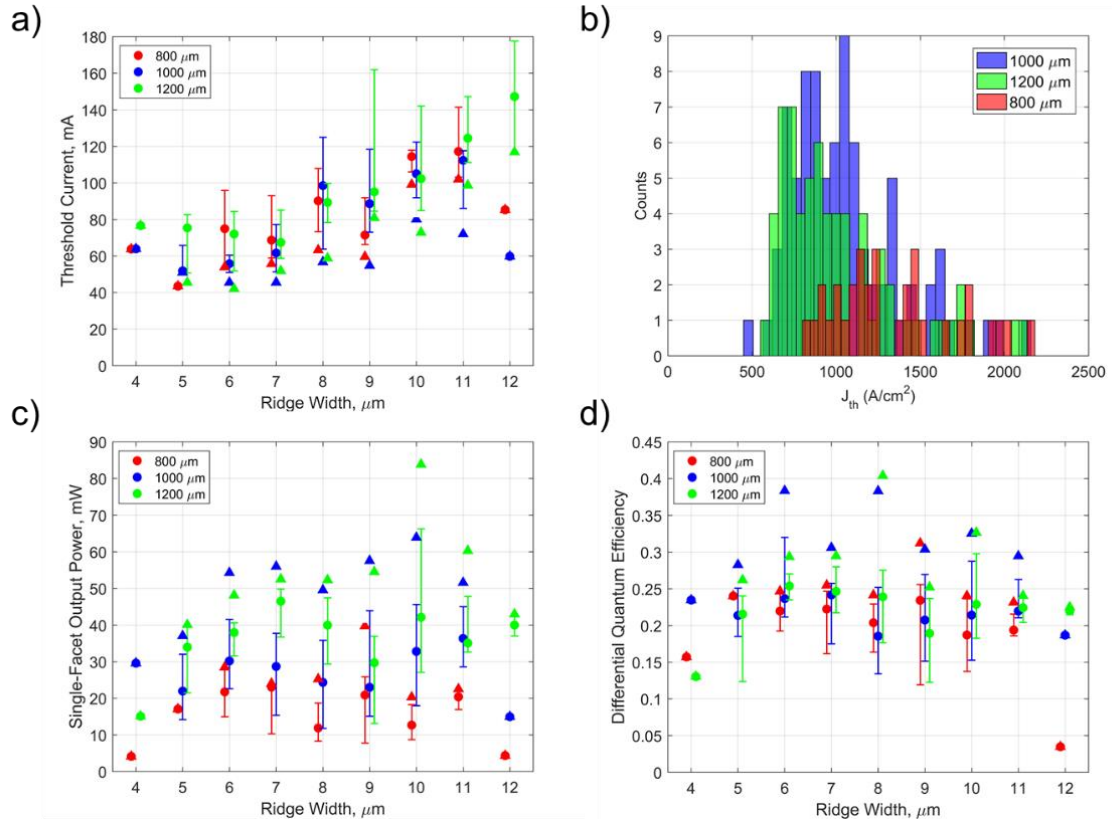 a)
Threshold Current, mA
180
160
140
120
100
80
60
40
20
0
800 μm
1000 μm
1200 μm
4 5 6 7 8 9 10 11 12
Ridge Width, μm
b)
Counts
9
8
7
6
5
4
3
2
1
0
1000 μm
1200 μm
800 μm
0 500 1000 1500 2000 2500
J_th (A/cm²)
c)
Single-Facet Output Power, mW
90
80
70
60
50
40
30
20
10
0
800 μm
1000 μm
1200 μm
4 5 6 7 8 9 10 11 12
Ridge Width, μm
d)
Differential Quantum Efficiency
0.45
0.4
0.35
0.3
0.25
0.2
0.15
0.1
0.05
0
800 μm
1000 μm
1200 μm
4 5 6 7 8 9 10 11 12
Ridge Width, μm